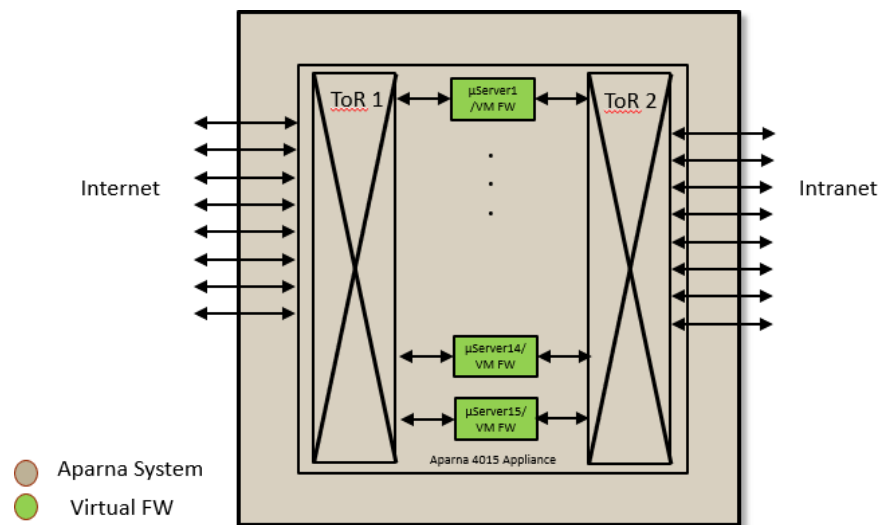 ToR 1
µServer1
/VM FW
ToR 2
Internet
Intranet
µServer14/
VM FW
µServer15/
VM FW
Aparna 4015 Appliance
Aparna System
Virtual FW